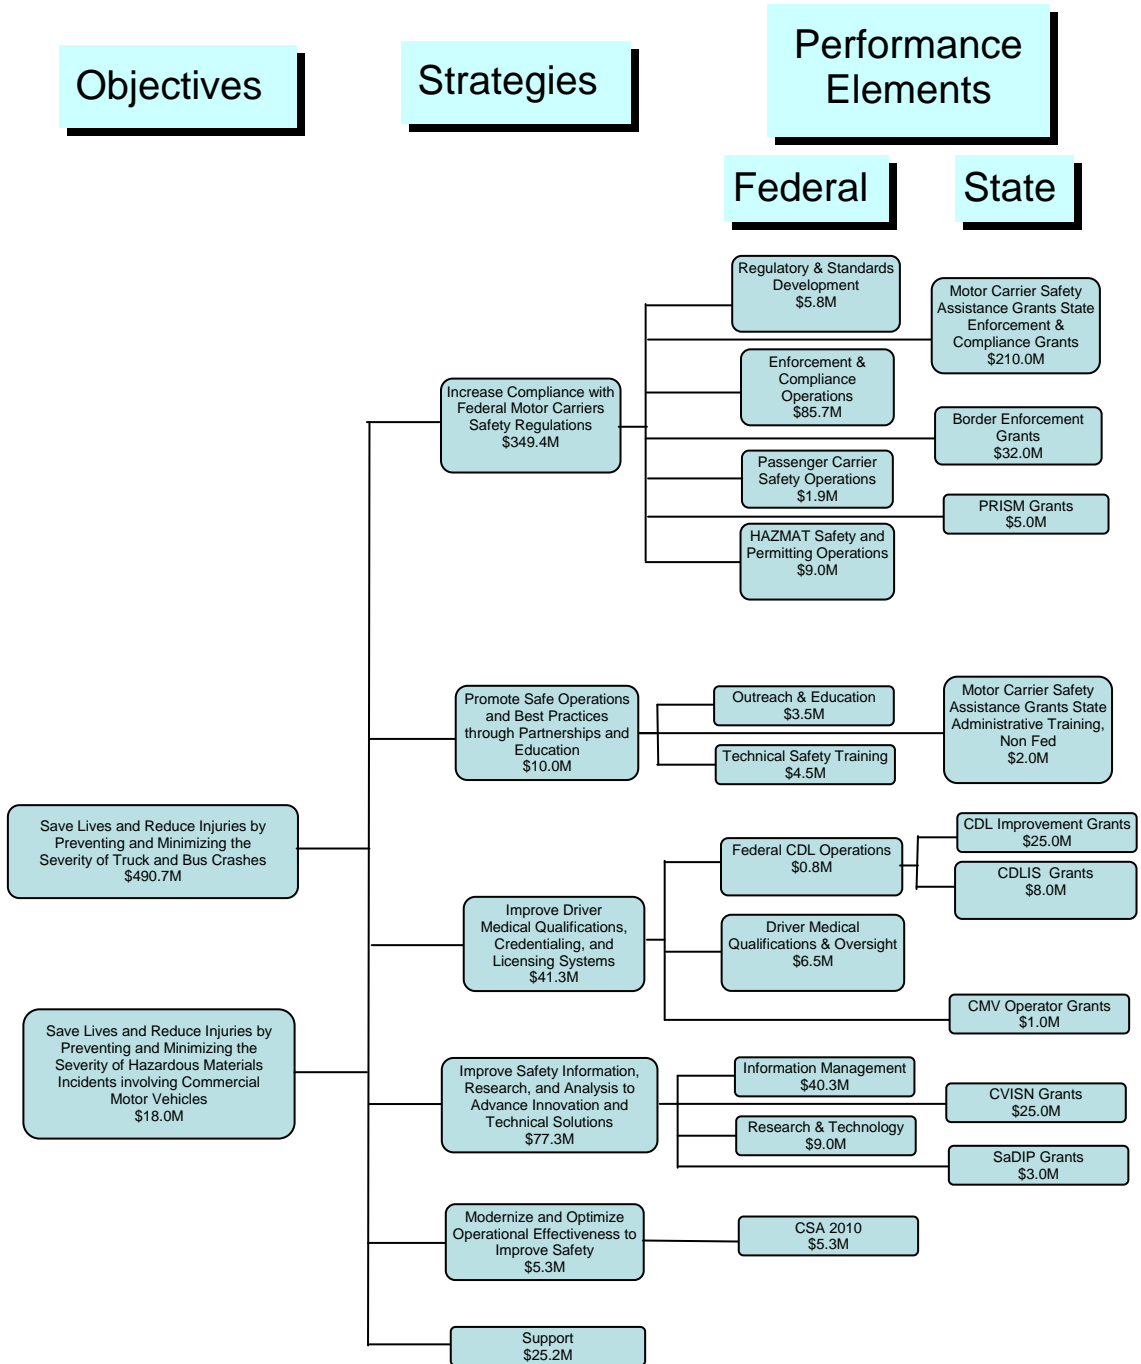 Objectives
Strategies
Performance
Elements
Federal
State
Regulatory & Standards
Development
$5.8M
Motor Carrier Safety
Assistance Grants State
Enforcement &
Compliance Grants
$210.0M
Enforcement &
Compliance
Operations
$85.7M
Increase Compliance with
Federal Motor Carriers
Safety Regulations
$349.4M
Border Enforcement
Grants
$32.0M
Passenger Carrier
Safety Operations
$1.9M
PRISM Grants
$5.0M
HAZMAT Safety and
Permitting Operations
$9.0M
Promote Safe Operations
and Best Practices
through Partnerships and
Education
$10.0M
Outreach & Education
$3.5M
Technical Safety Training
$4.5M
Motor Carrier Safety
Assistance Grants State
Administrative Training,
Non Fed
$2.0M
Save Lives and Reduce Injuries by
Preventing and Minimizing the
Severity of Truck and Bus Crashes
$490.7M
Federal CDL Operations
$0.8M
CDL Improvement Grants
$25.0M
CDLIS  Grants
$8.0M
Improve Driver
Medical Qualifications,
Credentialing, and
Licensing Systems
$41.3M
Driver Medical
Qualifications & Oversight
$6.5M
CMV Operator Grants
$1.0M
Save Lives and Reduce Injuries by
Preventing and Minimizing the
Severity of Hazardous Materials
Incidents involving Commercial
Motor Vehicles
$18.0M
Improve Safety Information,
Research, and Analysis to
Advance Innovation and
Technical Solutions
$77.3M
Information Management
$40.3M
CVISN Grants
$25.0M
Research & Technology
$9.0M
SaDIP Grants
$3.0M
Modernize and Optimize
Operational Effectiveness to
Improve Safety
$5.3M
CSA 2010
$5.3M
Support
$25.2M